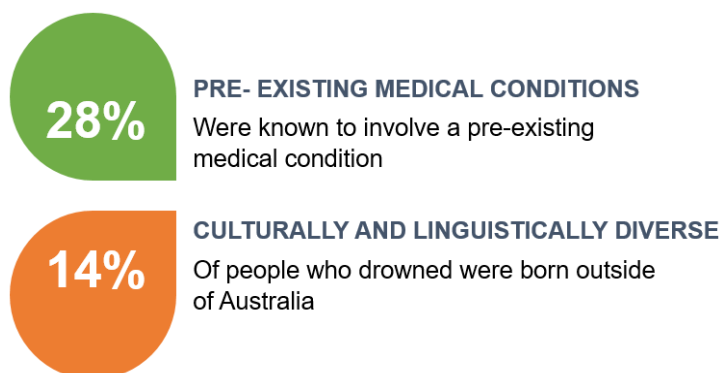 28%
PRE- EXISTING MEDICAL CONDITIONS
Were known to involve a pre-existing
medical condition
14%
CULTURALLY AND LINGUISTICALLY DIVERSE
Of people who drowned were born outside
of Australia